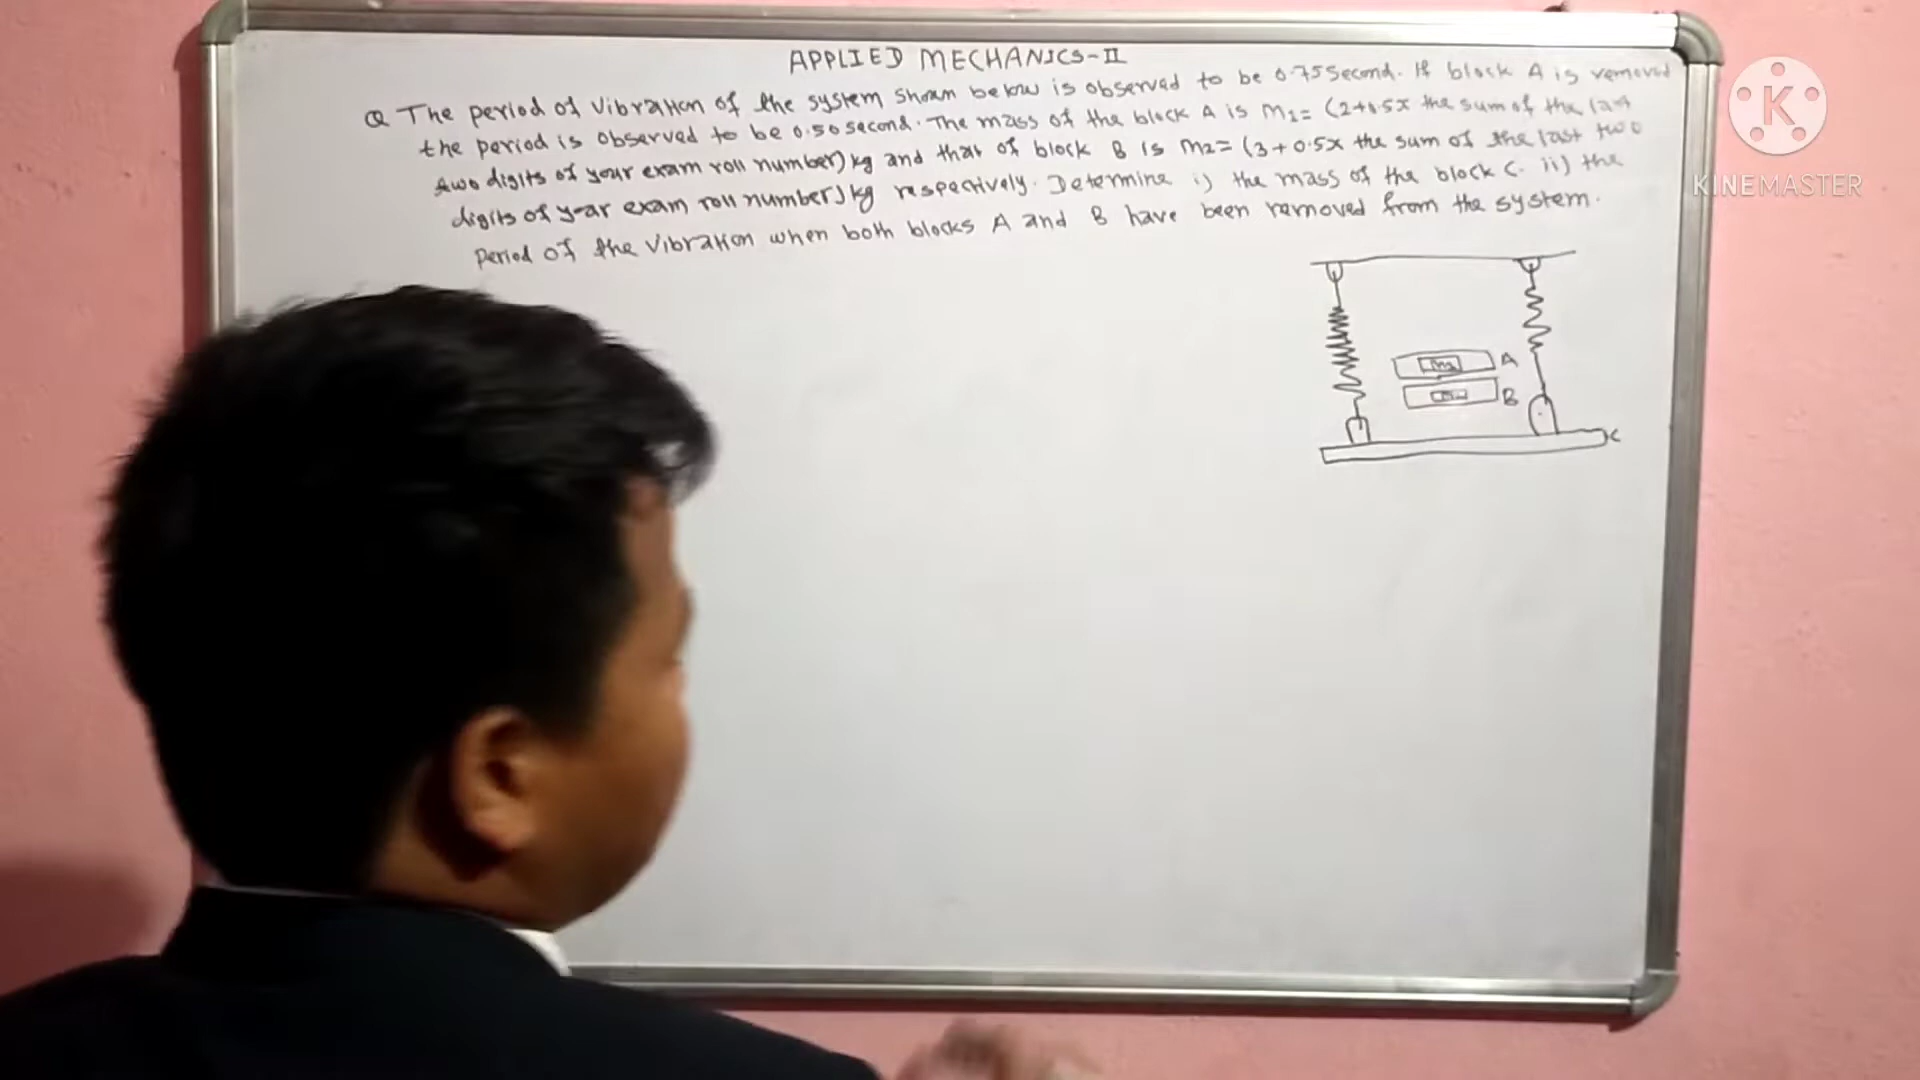 APPLIED MECHANICS-II
Q The period of vibration of the system shown below is observed to be 0.75 second. If block A is removed
the period is observed to be 0.50 second. The mass of the block A is M1= (2+0.5x the sum of the last
two digits of your exam roll number) kg and that of block B is M2= (3+0.5x the sum of the last two
digits of year exam roll number) kg respectively. Determine i) the mass of the block C. ii) the
Period of the vibration when both blocks A and B have been removed from the system.
A
B
C
K
KINEMASTER